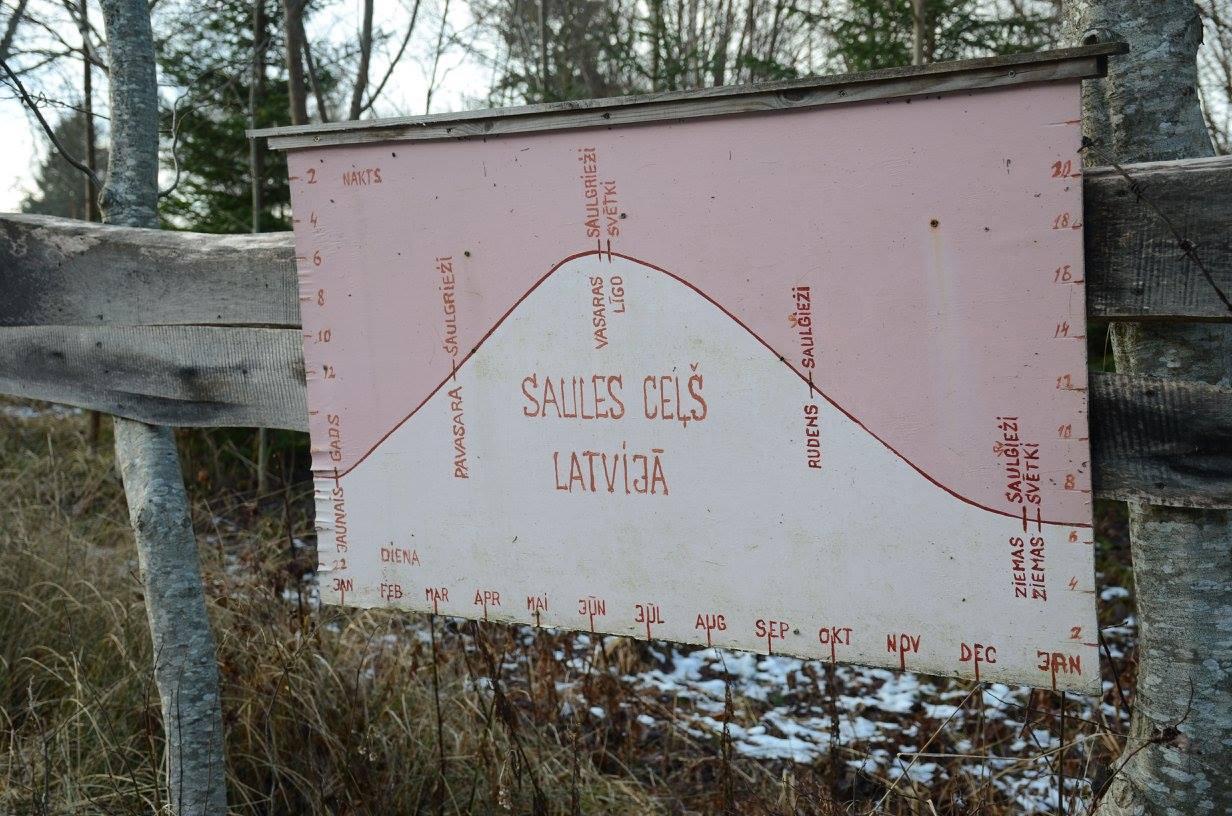 2 NAKTS
4
6
8
10
12
22
20
18
16
14
12
10
8
6
4
2
JAUNAIS GADS
PAVASARA SAULGRIEŽI
VASARAS SAULGRIEŽI
LĪGO SVĒTKI
RUDENS SAULGIEŽI
ZIEMAS SAULGIEŽI
ZIEMAS SVĒTKI
SAULES CEĻŠ
LATVIJĀ
DIENA
JAN FEB MAR APR MAI JŪN JŪL AUG SEP OKT NOV DEC JAN